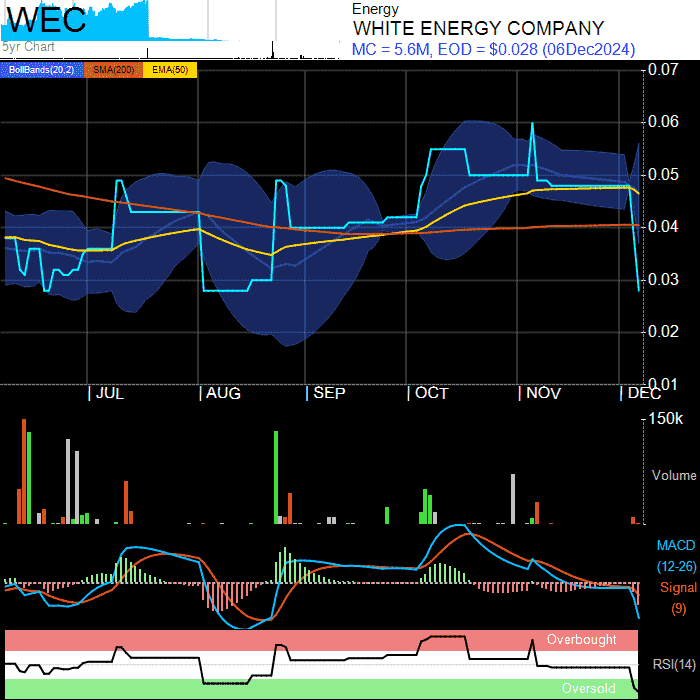 WEC
5yr Chart
Energy
WHITE ENERGY COMPANY
MC = 5.6M, EOD = $0.028 (06Dec2024)
BollBands(20,2) SMA(200) EMA(50)
0.07
0.06
0.05
0.04
0.03
0.02
0.01
JUL AUG SEP OCT NOV DEC
150k
Volume
MACD
(12-26)
Signal
(9)
Overbought
RSI(14)
Oversold